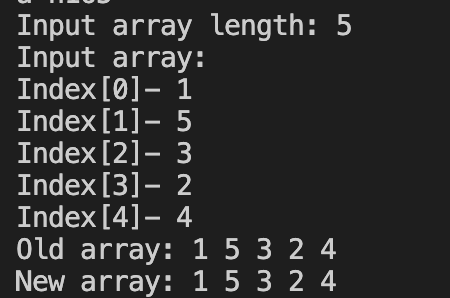 Input array length: 5
Input array:
Index[0]- 1
Index[1]- 5
Index[2]- 3
Index[3]- 2
Index[4]- 4
Old array: 1 5 3 2 4
New array: 1 5 3 2 4